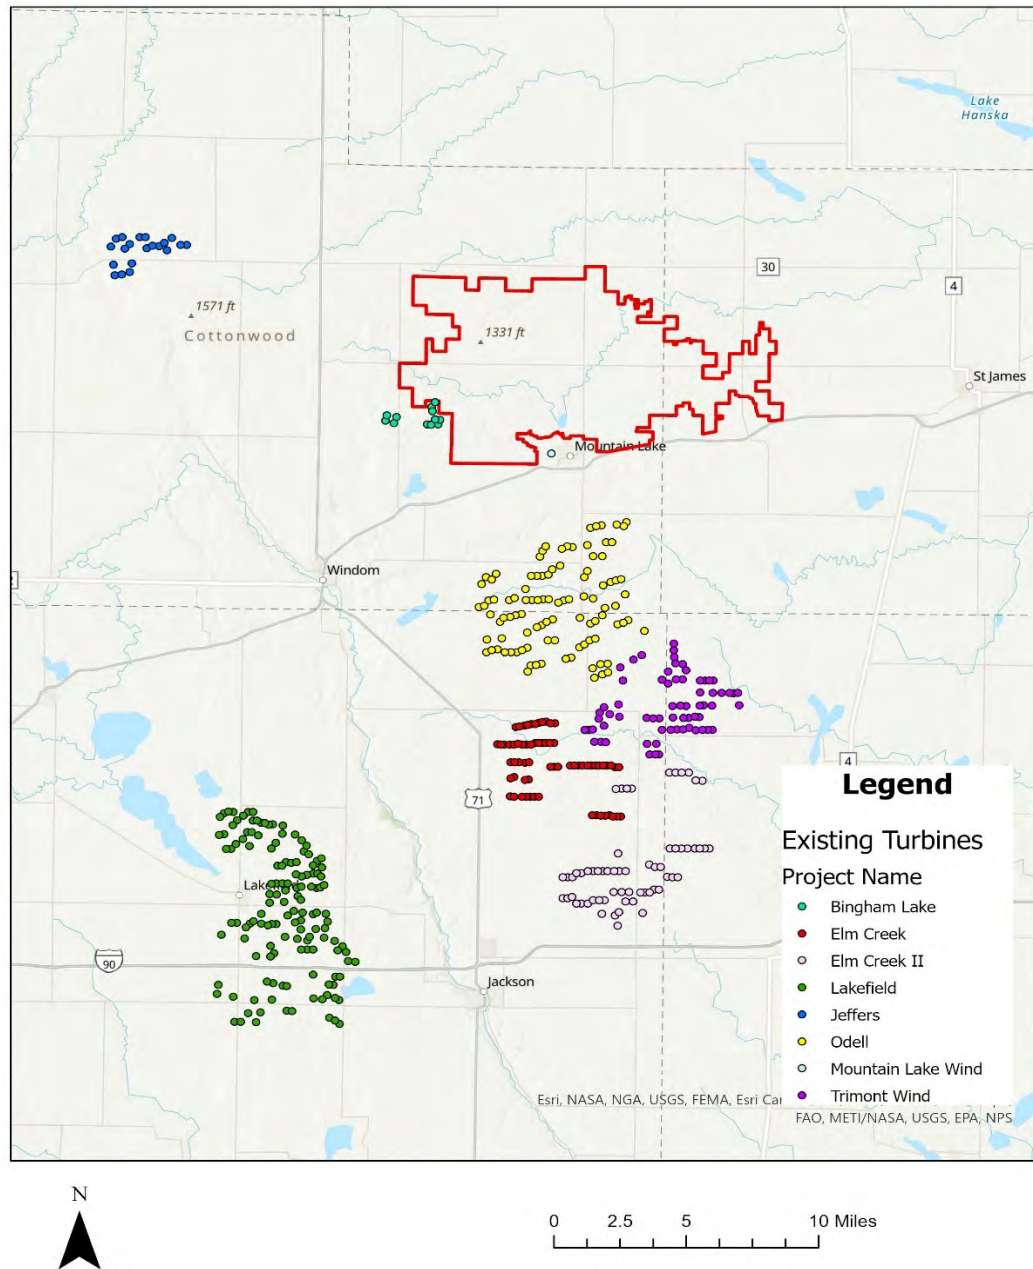 Lake
Hanska
30
4
1571 ft
Cottonwood
1331 ft
St James
Mountain Lake
Windom
4
71
Legend
Existing Turbines
Project Name
Bingham Lake
Elm Creek
Elm Creek II
Lakefield
Jeffers
Odell
Mountain Lake Wind
Trimont Wind
90
Jackson
Esri, NASA, NGA, USGS, FEMA, Esri
FAO, METI/NASA, USGS, EPA, NPS
N
0 2.5 5 10 Miles